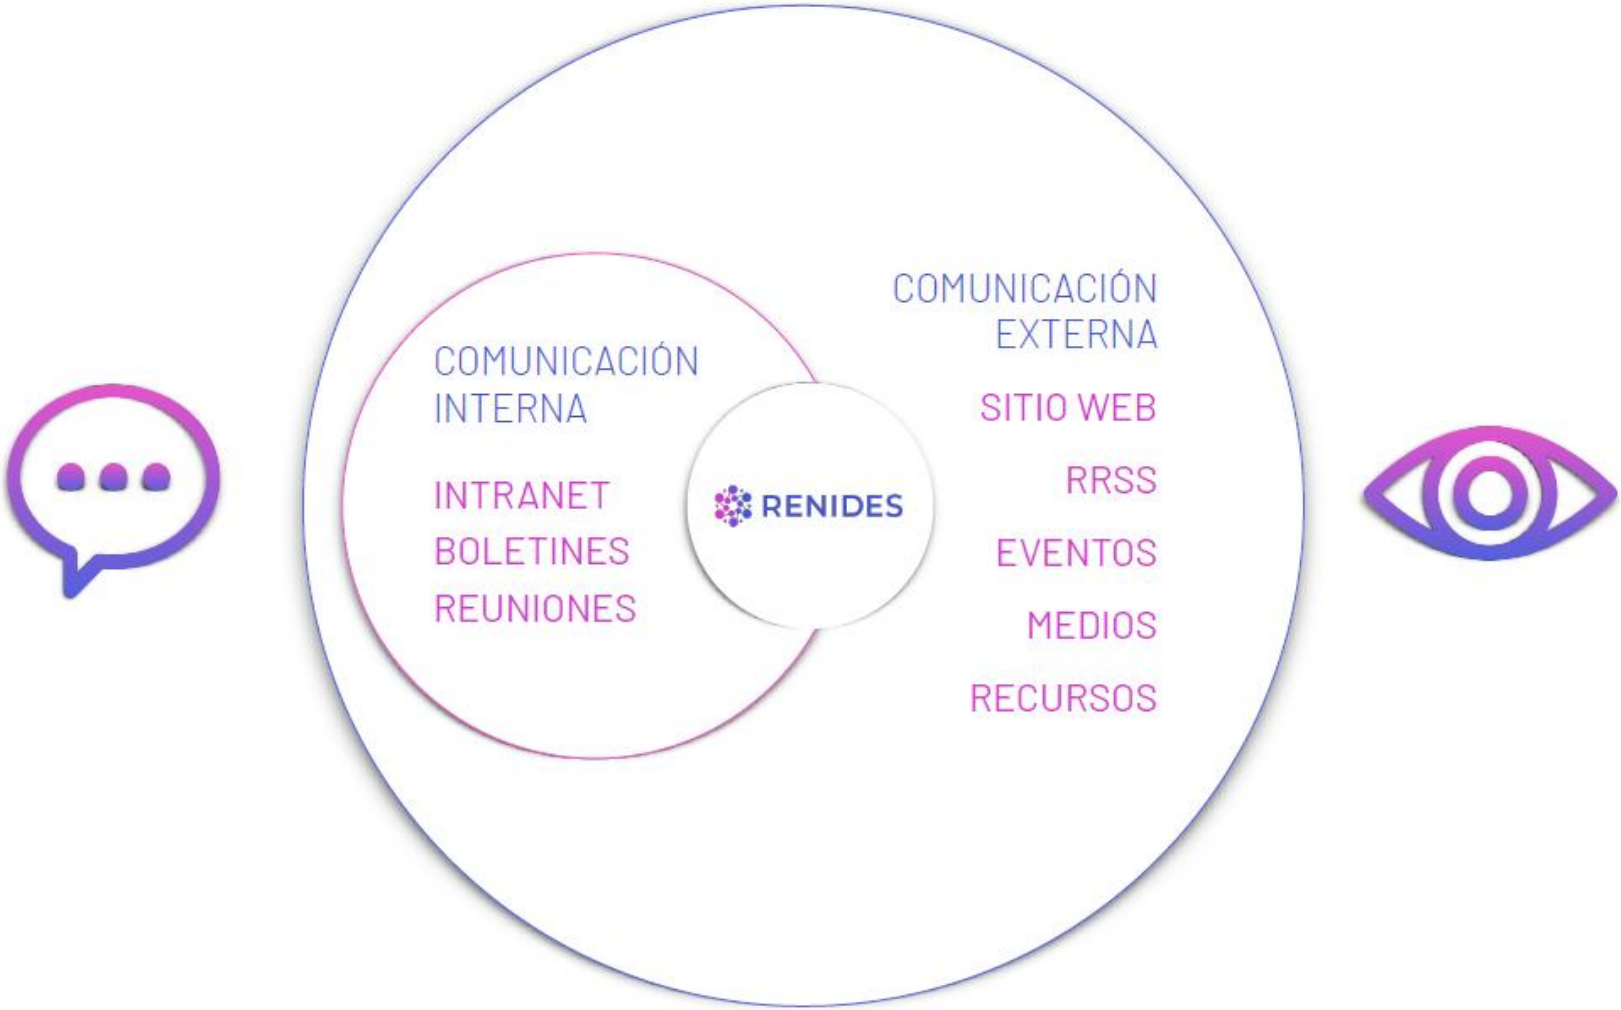 COMUNICACIÓN
INTERNA
INTRANET
BOLETINES
REUNIONES
RENIDES
COMUNICACIÓN
EXTERNA
SITIO WEB
RRSS
EVENTOS
MEDIOS
RECURSOS